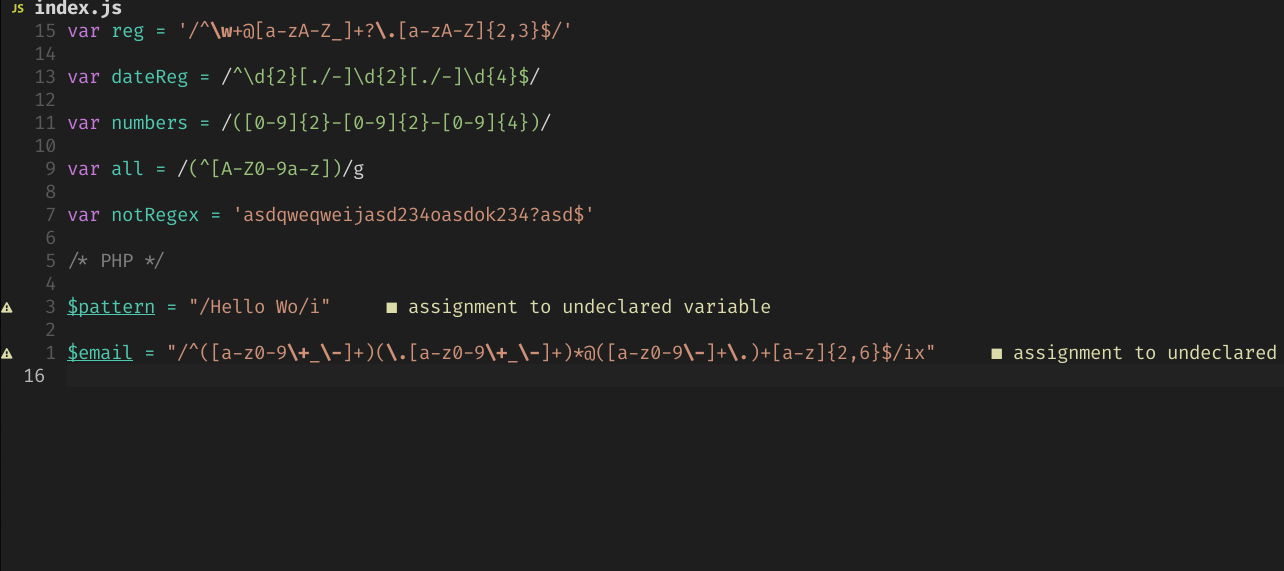 JS index.js
15 var reg = '/^\w+@[a-zA-Z_]+?\.[a-zA-Z]{2,3}$/'
14
13 var dateReg = /^\d{2}[./-]\d{2}[./-]\d{4}$/
12
11 var numbers = /([0-9]{2}-[0-9]{2}-[0-9]{4})/
10
9 var all = /(^[A-Z0-9a-z])/g
8
7 var notRegex = 'asdqweqweijasd234oasdok234?asd$'
6
5 /* PHP */
4
3 $pattern = "/Hello Wo/i" ■ assignment to undeclared variable
2
1 $email = "/^([a-z0-9\+_\-]+)(\.[a-z0-9\+_\-]+)*@([a-z0-9\-]+\.)+[a-z]{2,6}$/ix" ■ assignment to undeclared
16